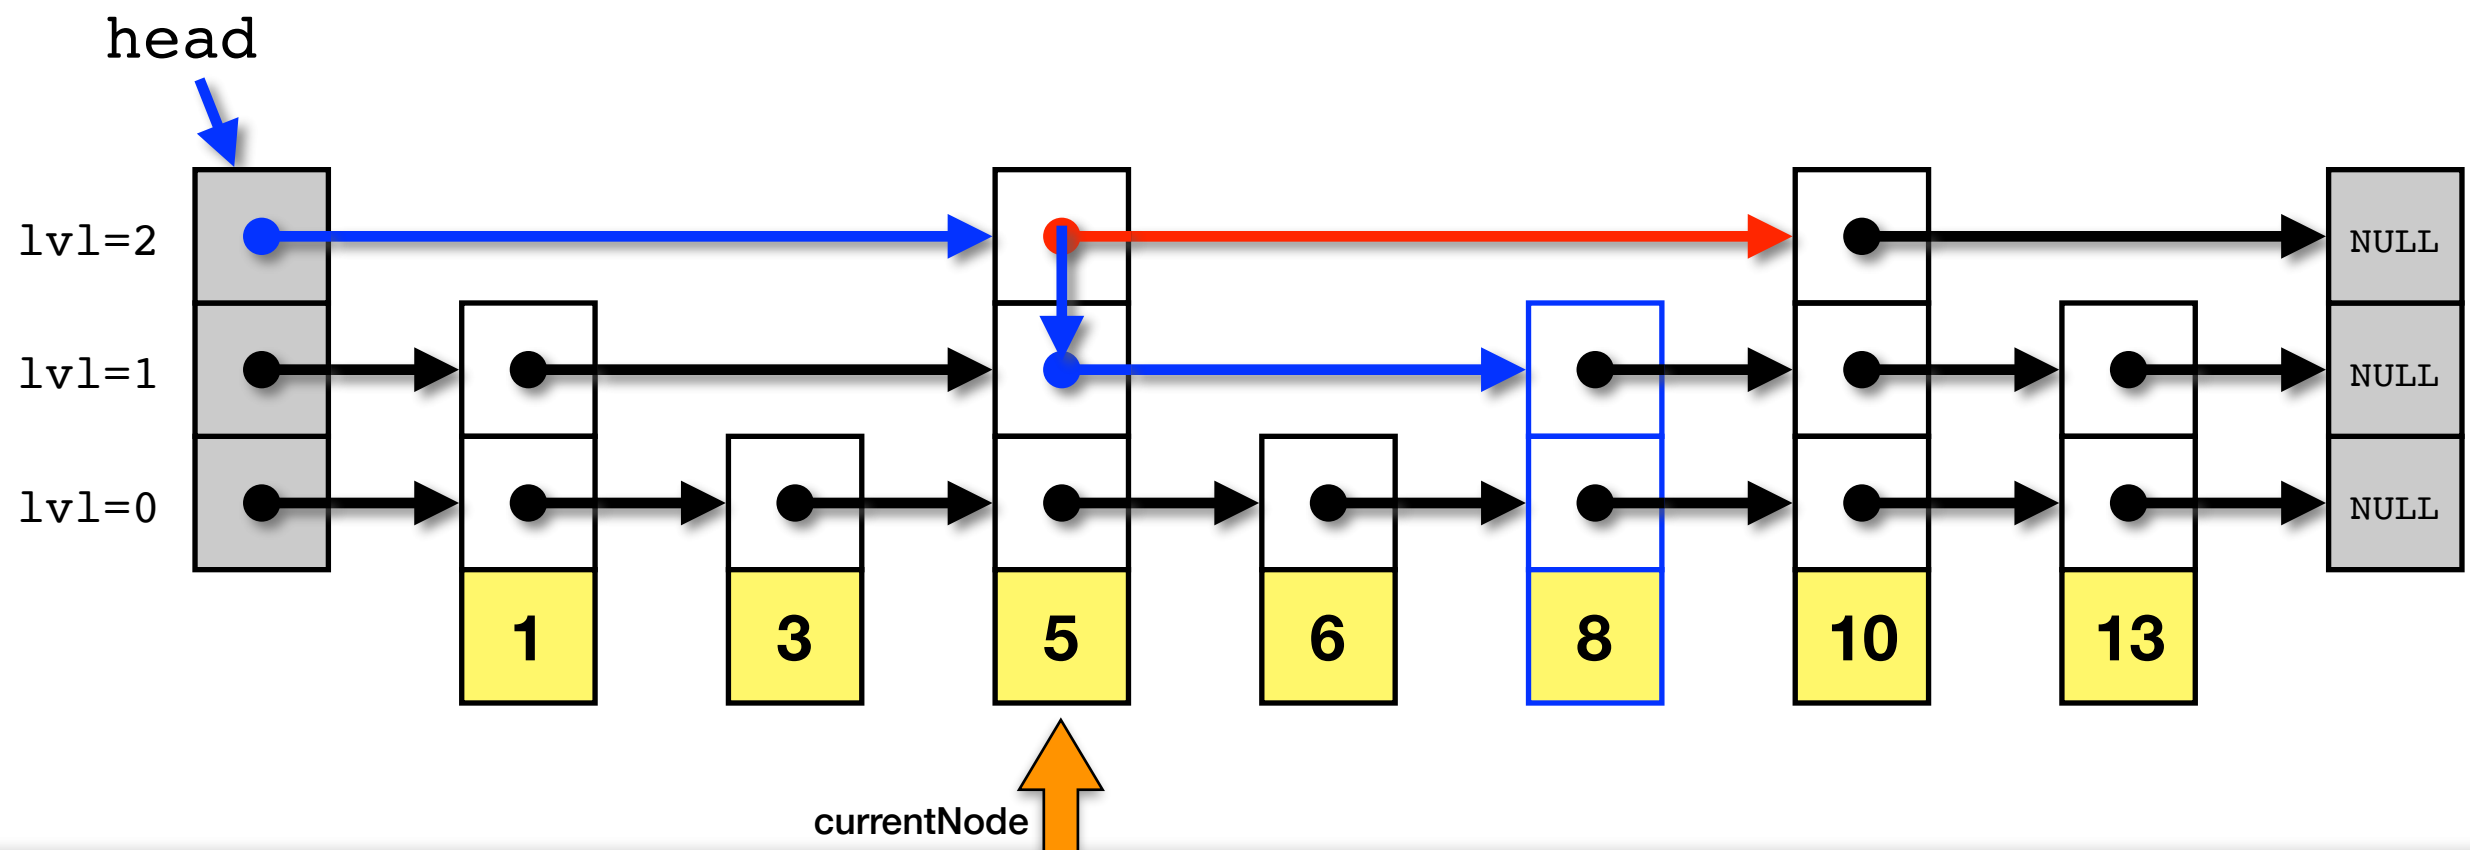 head
lvl=2
NULL
lvl=1
NULL
lvl=0
NULL
1 3 5 6 8 10 13
currentNode